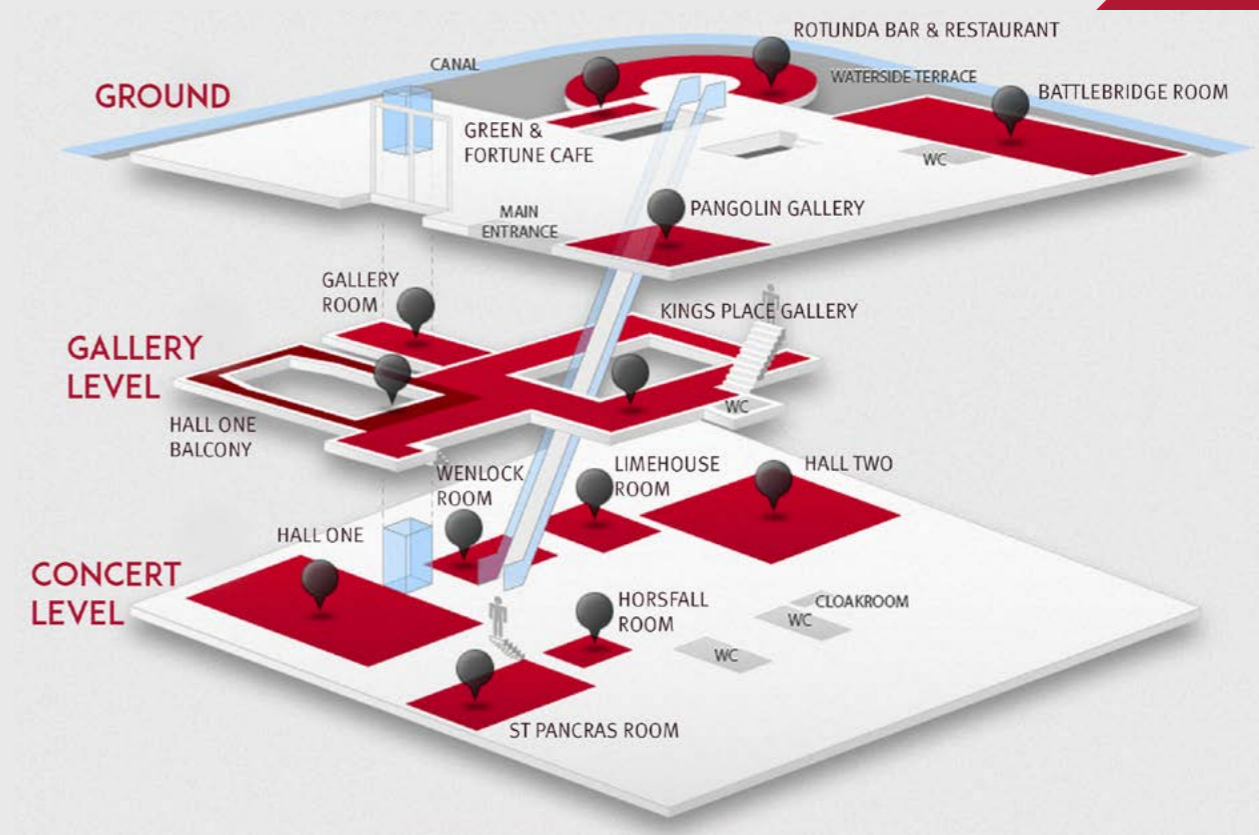 ROTUNDA BAR & RESTAURANT
CANAL
WATERSIDE TERRACE
GROUND
BATTLEBRIDGE ROOM
GREEN &
FORTUNE CAFE
WC
MAIN
ENTRANCE
PANGOLIN GALLERY
GALLERY
ROOM
KINGS PLACE GALLERY
GALLERY
LEVEL
WC
HALL ONE
BALCONY
WENLOCK
ROOM
LIMEHOUSE
ROOM
HALL TWO
HALL ONE
CONCERT
LEVEL
HORSFALL
ROOM
CLOAKROOM
WC
WC
ST PANCRAS ROOM